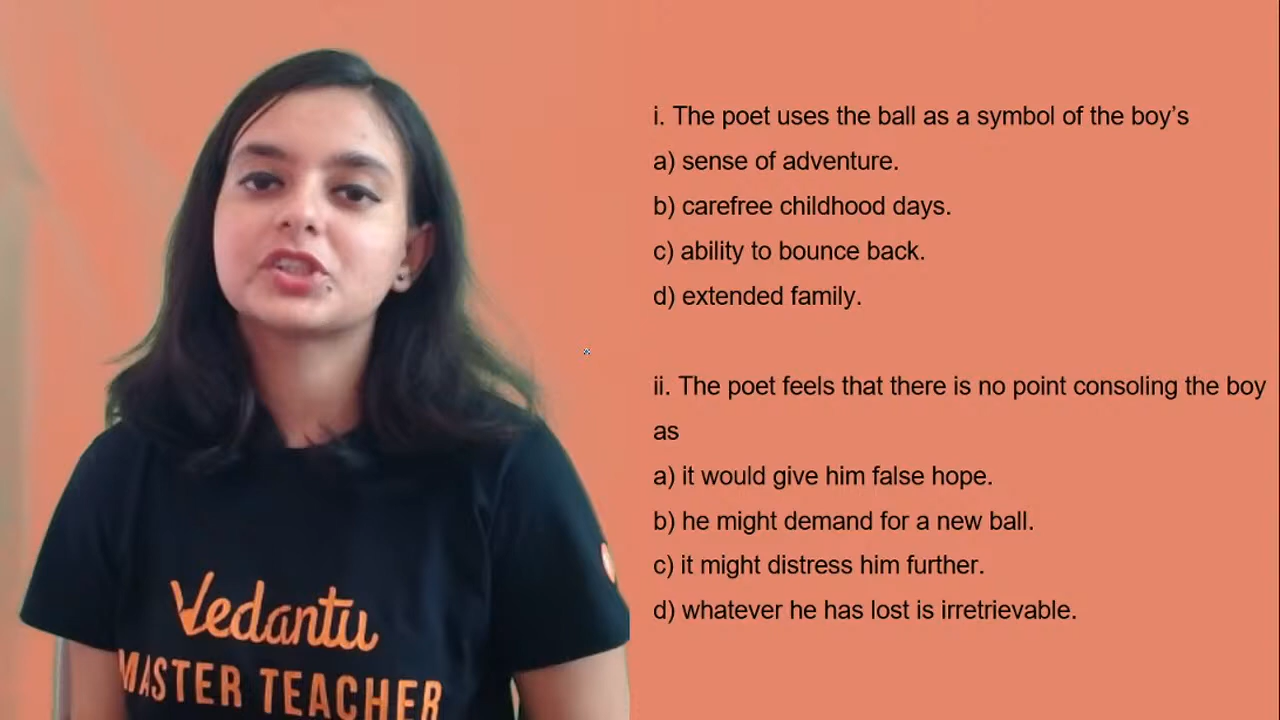 i. The poet uses the ball as a symbol of the boy’s
a) sense of adventure.
b) carefree childhood days.
c) ability to bounce back.
d) extended family.
ii. The poet feels that there is no point consoling the boy
as
a) it would give him false hope.
b) he might demand for a new ball.
c) it might distress him further.
d) whatever he has lost is irretrievable.
Vedantu
MASTER TEACHER